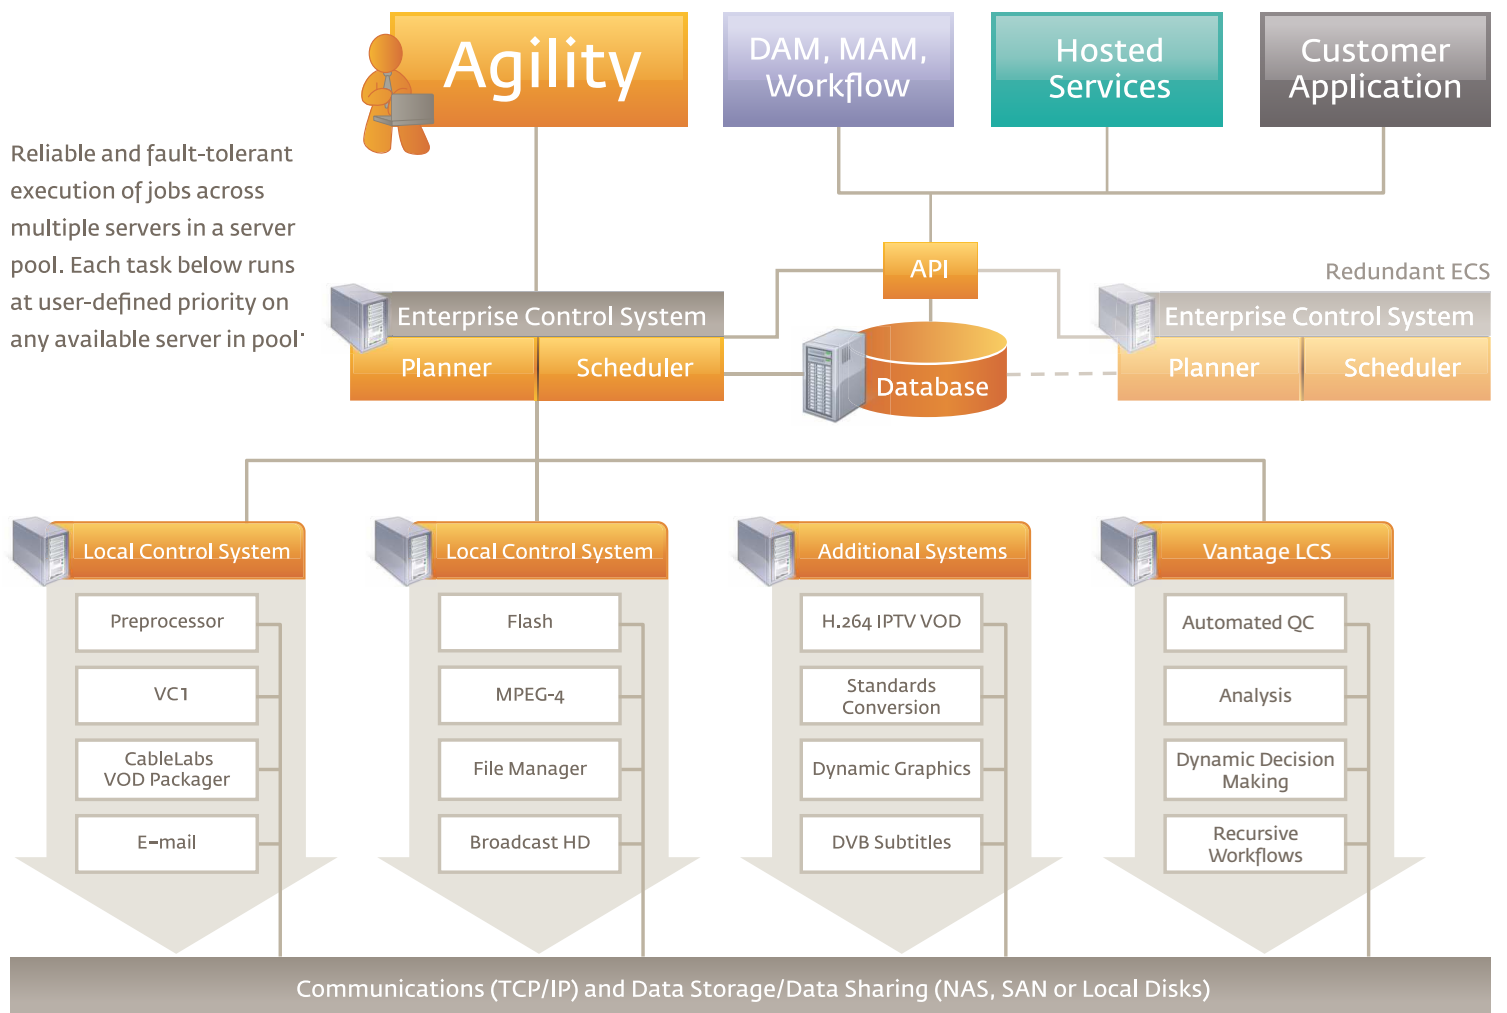 Agility
DAM, MAM,
Workflow
Hosted
Services
Customer
Application
Reliable and fault-tolerant
execution of jobs across
multiple servers in a server
pool. Each task below runs
at user-defined priority on
any available server in pool.
API
Redundant ECS
Enterprise Control System
Planner
Scheduler
Database
Enterprise Control System
Planner
Scheduler
Local Control System
Preprocessor
VC1
CableLabs
VOD Packager
E-mail
Local Control System
Flash
MPEG-4
File Manager
Broadcast HD
Additional Systems
H.264 IPTV VOD
Standards
Conversion
Dynamic Graphics
DVB Subtitles
Vantage LCS
Automated QC
Analysis
Dynamic Decision
Making
Recursive
Workflows
Communications (TCP/IP) and Data Storage/Data Sharing (NAS, SAN or Local Disks)